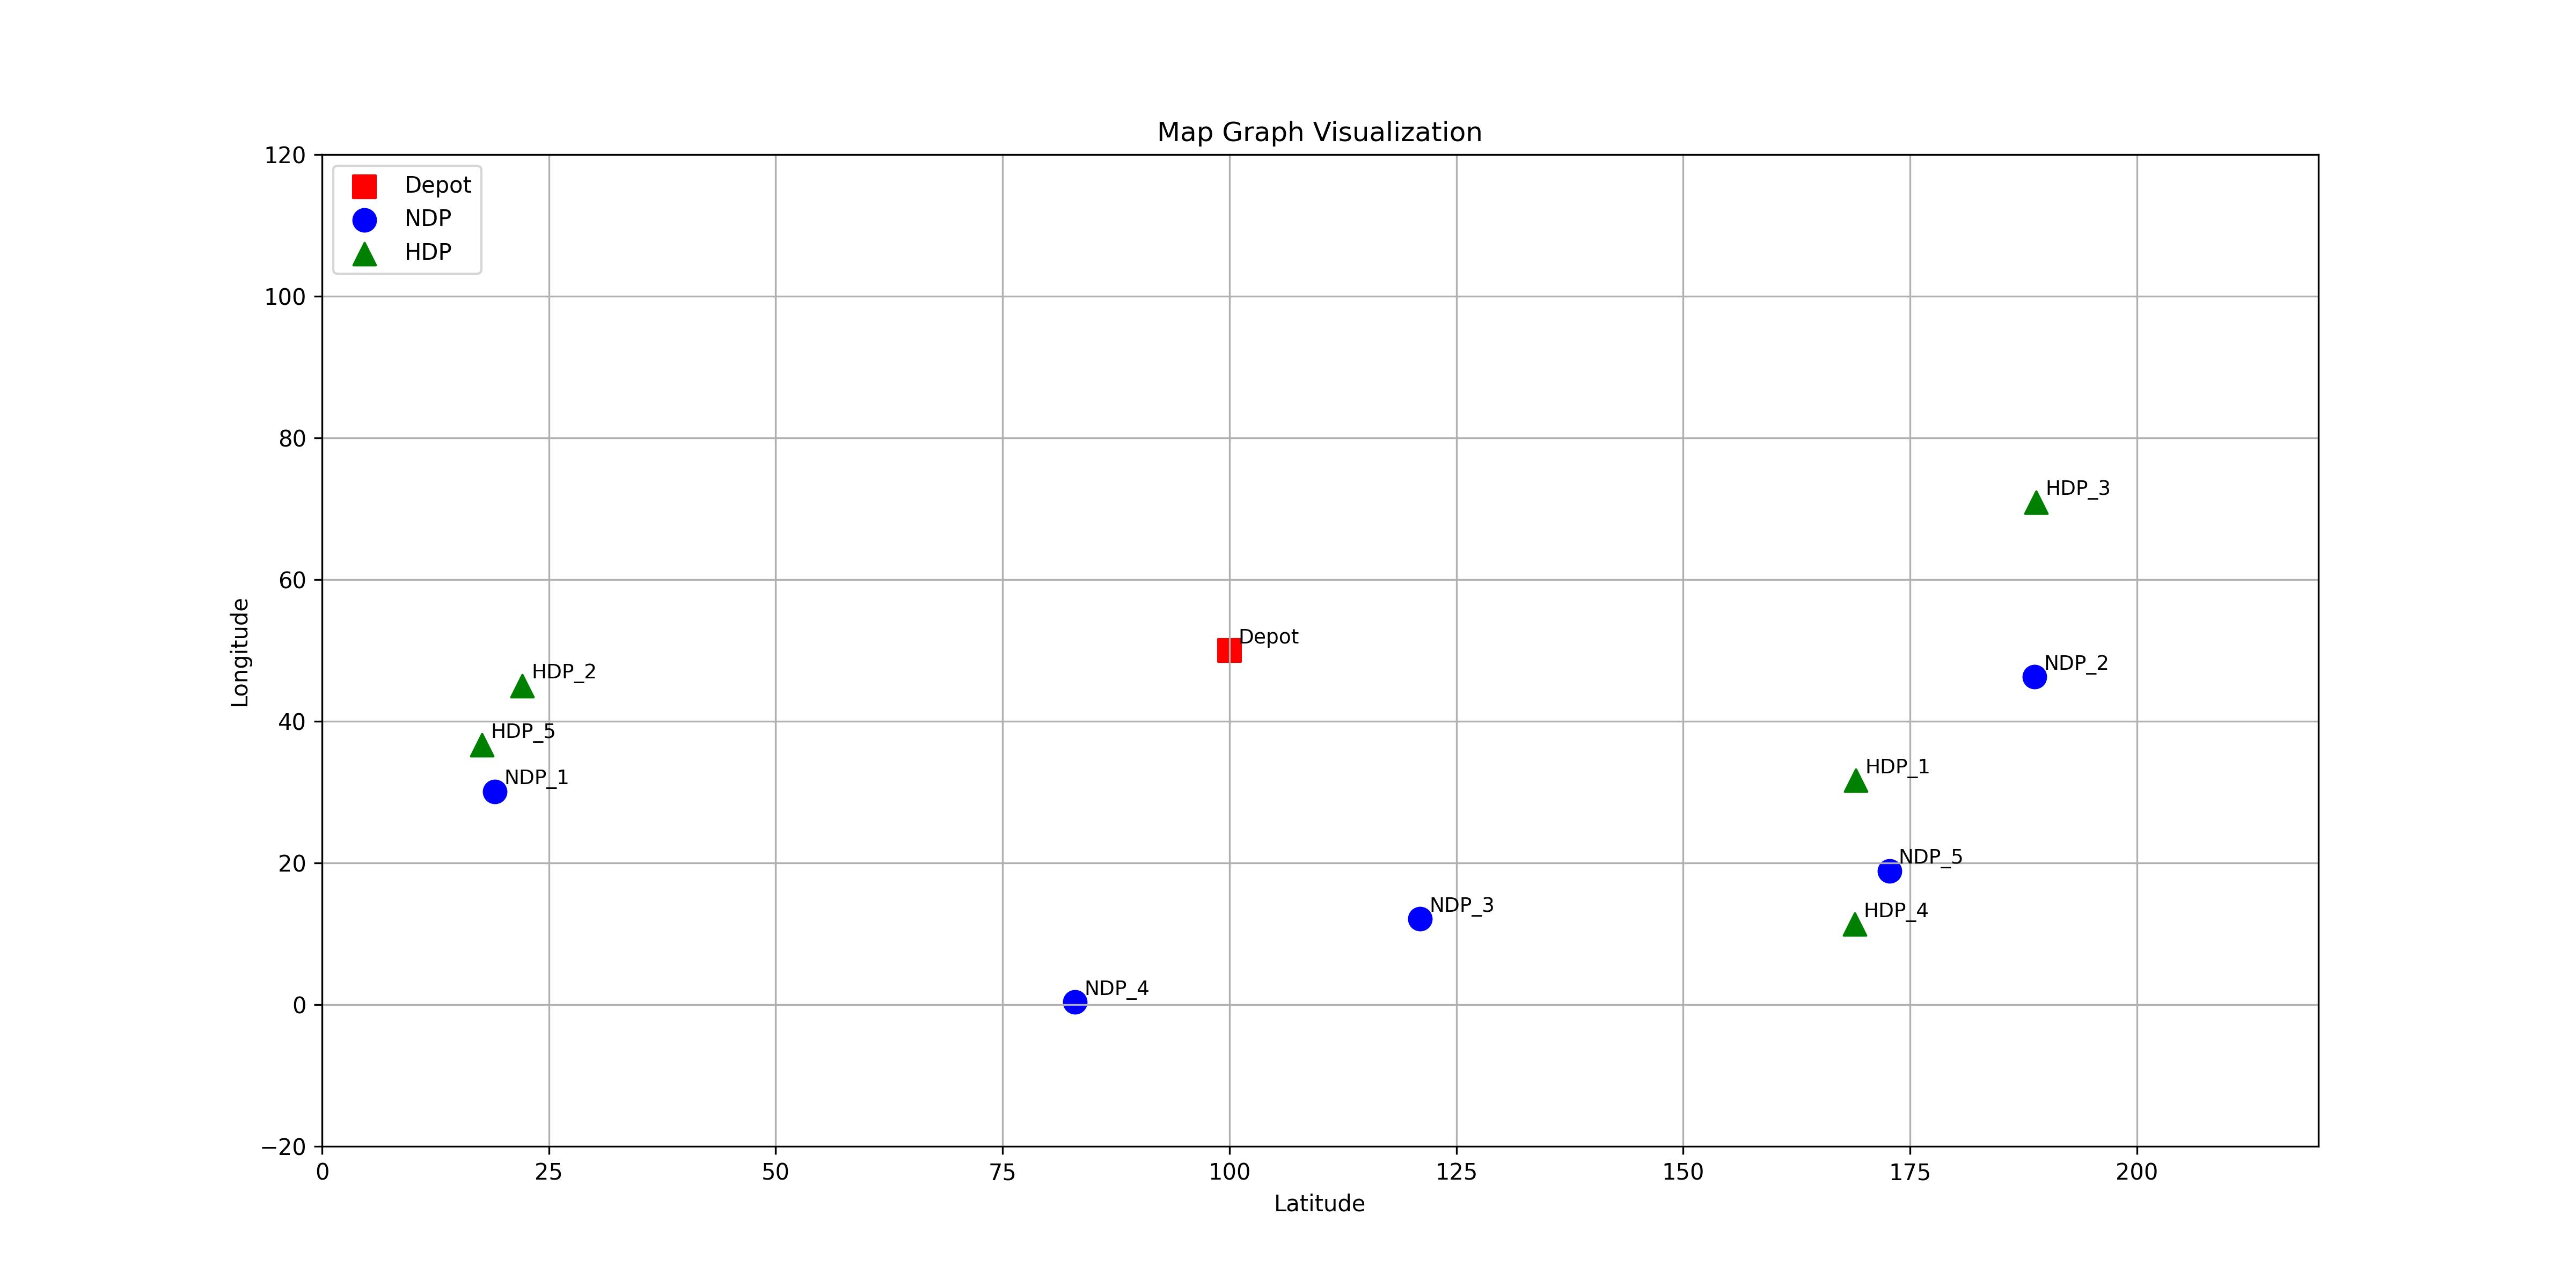 Map Graph Visualization
120
100
80
60
40
20
0
−20
Longitude
Depot
NDP
HDP
HDP_3
Depot
NDP_2
HDP_2
HDP_5
NDP_1
HDP_1
NDP_5
HDP_4
NDP_3
NDP_4
0 25 50 75 100 125 150 175 200
Latitude